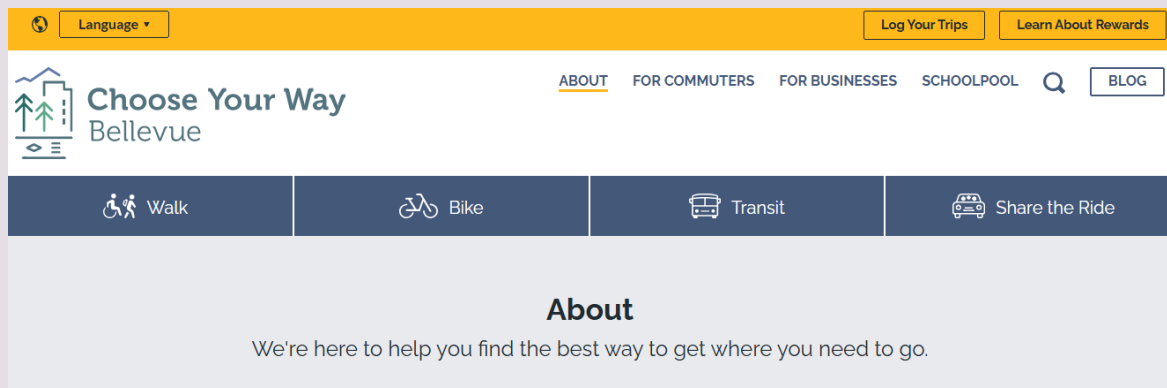 Language
Log Your Trips
Learn About Rewards
Choose Your Way
Bellevue
ABOUT
FOR COMMUTERS
FOR BUSINESSES
SCHOOLPOOL
BLOG
Walk
Bike
Transit
Share the Ride
About
We're here to help you find the best way to get where you need to go.